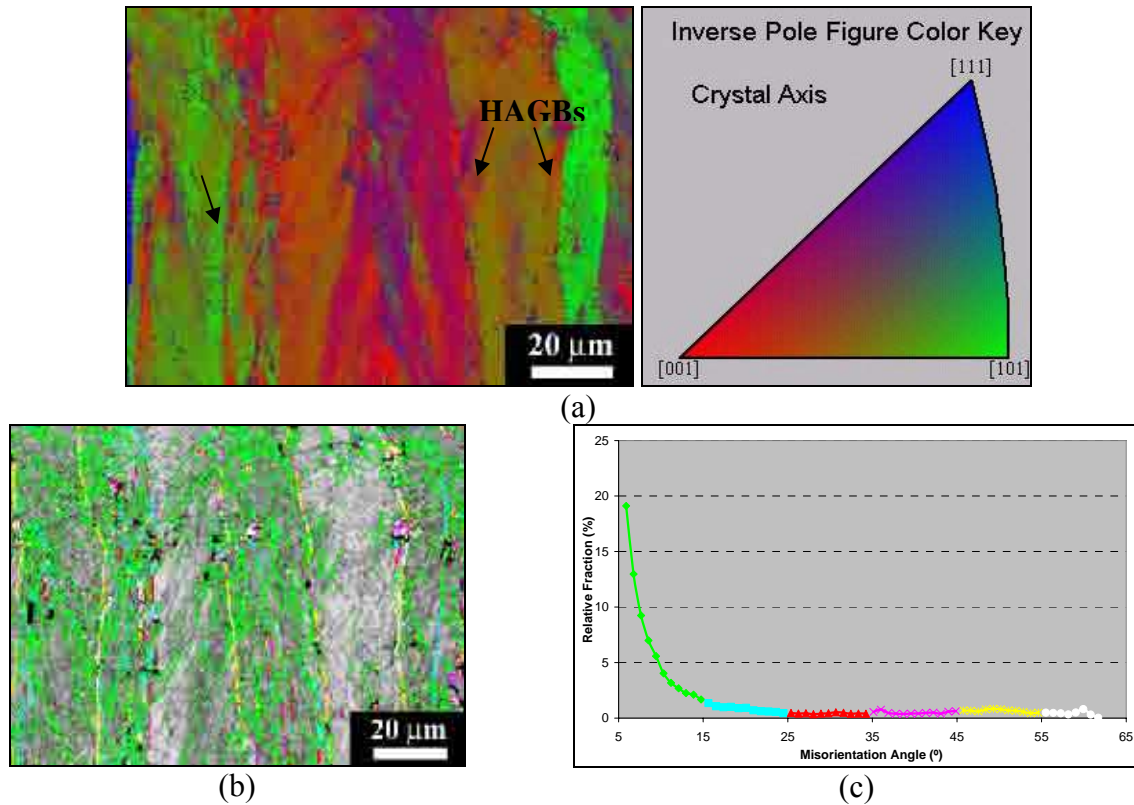 HAGBs
20 µm
Inverse Pole Figure Color Key
[111]
Crystal Axis
[001]
[101]
(a)
20 µm
(b)
25
20
15
10
5
0
Relative Fraction (%)
5 15 25 35 45 55 65
Misorientation Angle (º)
(c)